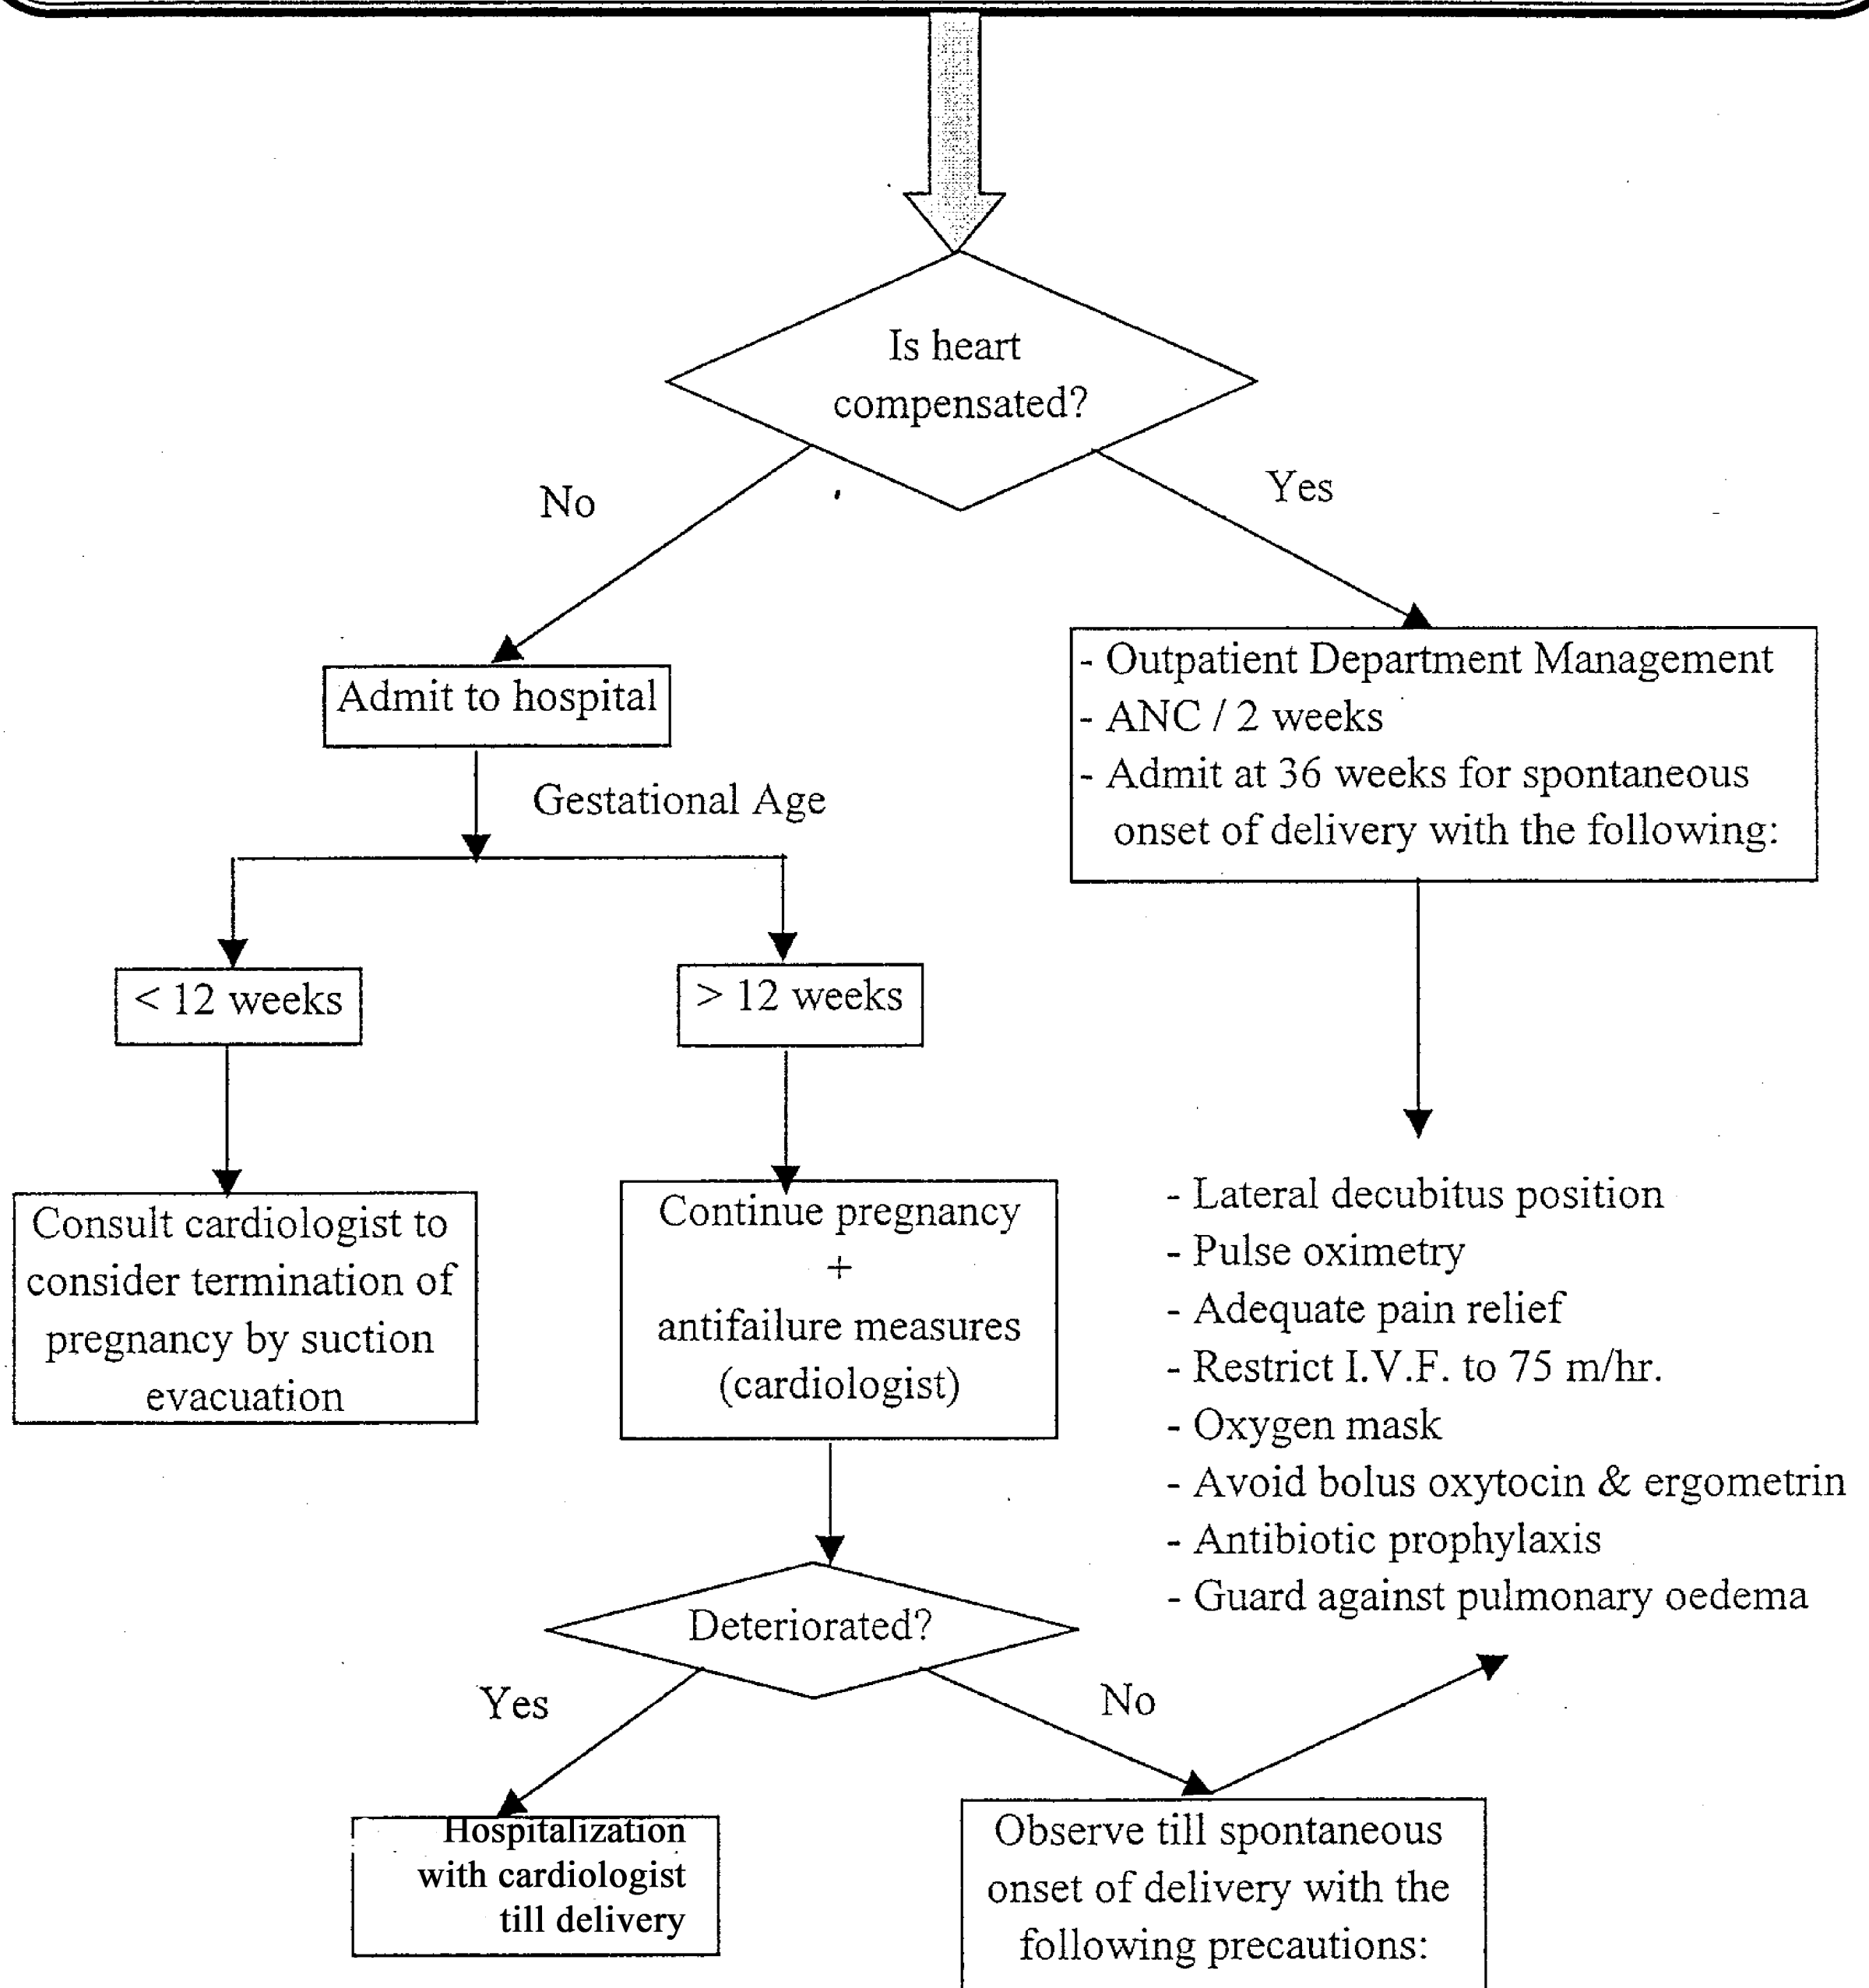 Is heart
compensated?
No
Yes
Admit to hospital
- Outpatient Department Management
- ANC / 2 weeks
- Admit at 36 weeks for spontaneous
onset of delivery with the following:
Gestational Age
< 12 weeks
> 12 weeks
Consult cardiologist to
consider termination of
pregnancy by suction
evacuation
Continue pregnancy
+
antifailure measures
(cardiologist)
- Lateral decubitus position
- Pulse oximetry
- Adequate pain relief
- Restrict I.V.F. to 75 m/hr.
- Oxygen mask
- Avoid bolus oxytocin & ergometrin
- Antibiotic prophylaxis
- Guard against pulmonary oedema
Deteriorated?
Yes
No
Hospitalization
with cardiologist
till delivery
Observe till spontaneous
onset of delivery with the
following precautions: